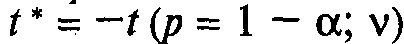 t* = −t (p = 1 − α; ν)